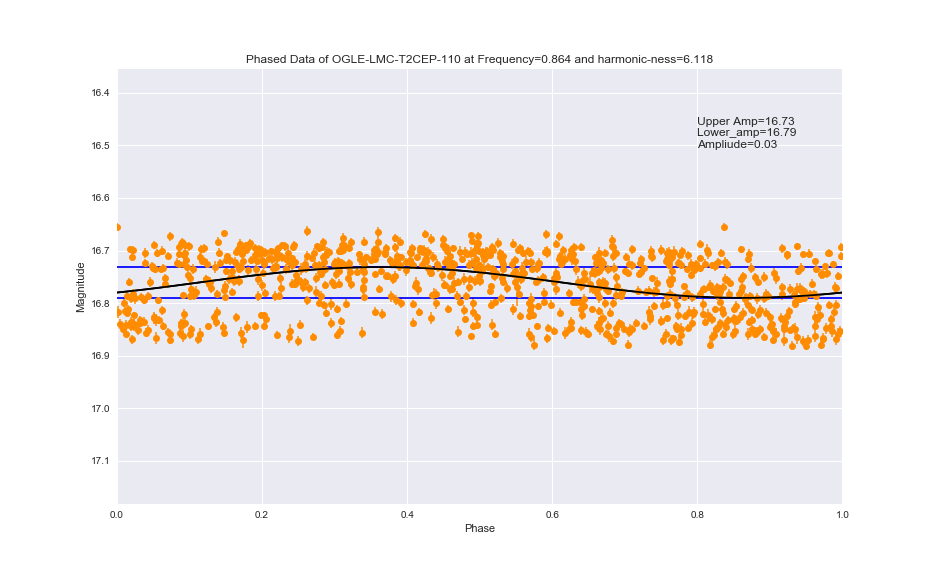 Phased Data of OGLE-LMC-T2CEP-110 at Frequency=0.864 and harmonic-ness=6.118
16.4
16.5
16.6
16.7
16.8
16.9
17.0
17.1
Magnitude
Upper Amp=16.73
Lower_amp=16.79
Ampliude=0.03
0.0 0.2 0.4 0.6 0.8 1.0
Phase